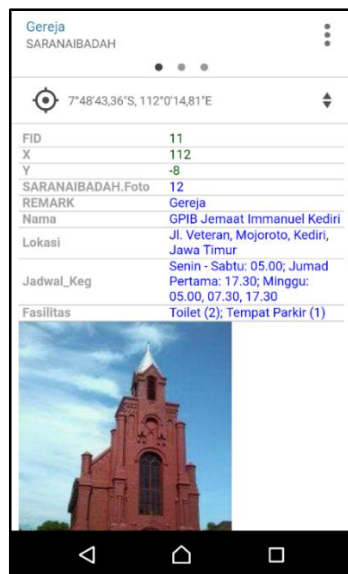 Gereja
SARANAIBADAH
7°48'43,36"S, 112°0'14,81"E
FID 11
X 112
Y -8
SARANAIBADAH.Foto 12
REMARK Gereja
Nama GPIB Jemaat Immanuel Kediri
Lokasi Jl. Veteran, Mojoroto, Kediri,
Jawa Timur
Jadwal_Keg Senin - Sabtu: 05.00; Jumad
Pertama: 17.30; Minggu:
05.00, 07.30, 17.30
Fasilitas Toilet (2); Tempat Parkir (1)